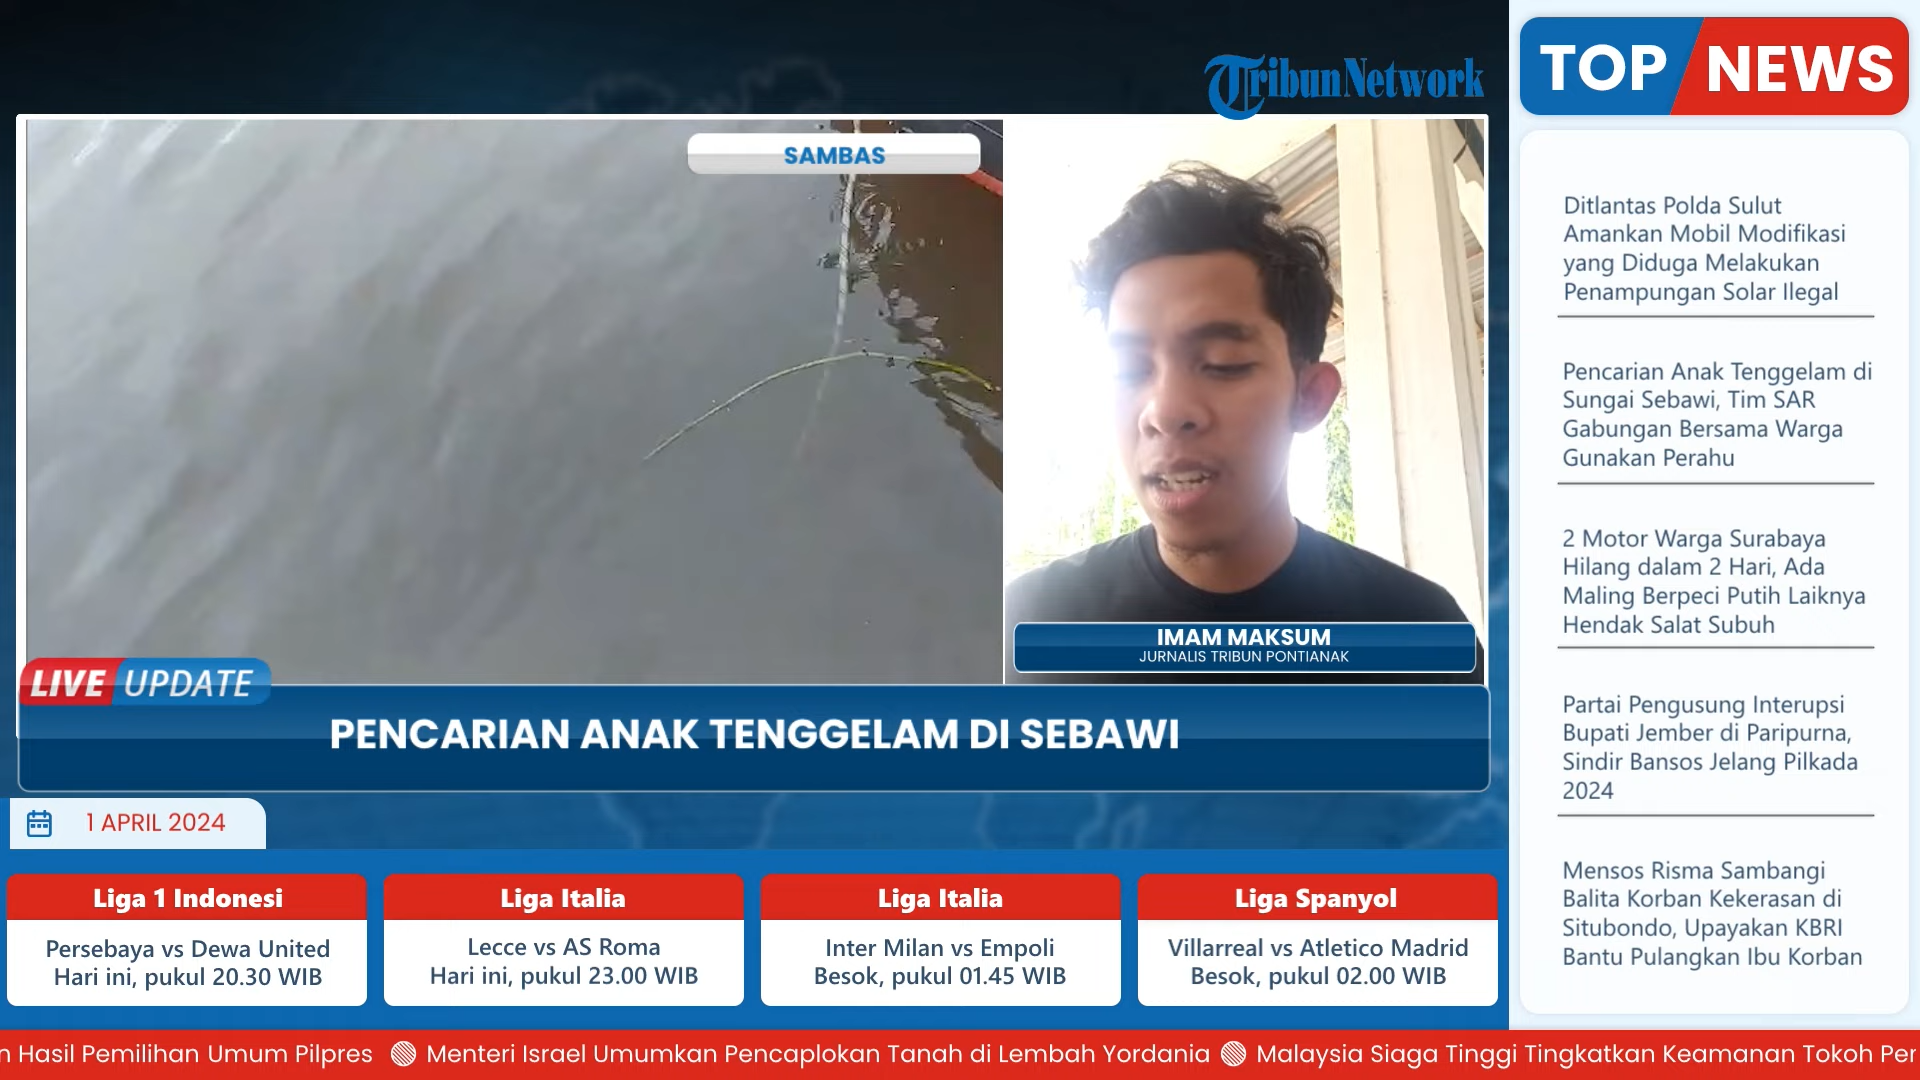 Tribun Network
TOP NEWS
SAMBAS
IMAM MAKSUM
JURNALIS TRIBUN PONTIANAK
LIVE UPDATE
PENCARIAN ANAK TENGGELAM DI SEBAWI
1 APRIL 2024
Liga 1 Indonesi
Persebaya vs Dewa United
Hari ini, pukul 20.30 WIB
Liga Italia
Lecce vs AS Roma
Hari ini, pukul 23.00 WIB
Liga Italia
Inter Milan vs Empoli
Besok, pukul 01.45 WIB
Liga Spanyol
Villarreal vs Atletico Madrid
Besok, pukul 02.00 WIB
Ditlantas Polda Sulut
Amankan Mobil Modifikasi
yang Diduga Melakukan
Penampungan Solar Ilegal
Pencarian Anak Tenggelam di
Sungai Sebawi, Tim SAR
Gabungan Bersama Warga
Gunakan Perahu
2 Motor Warga Surabaya
Hilang dalam 2 Hari, Ada
Maling Berpeci Putih Laiknya
Hendak Salat Subuh
Partai Pengusung Interupsi
Bupati Jember di Paripurna,
Sindir Bansos Jelang Pilkada
2024
Mensos Risma Sambangi
Balita Korban Kekerasan di
Situbondo, Upayakan KBRI
Bantu Pulangkan Ibu Korban
n Hasil Pemilihan Umum Pilpres Menteri Israel Umumkan Pencaplokan Tanah di Lembah Yordania Malaysia Siaga Tinggi Tingkatkan Keamanan Tokoh Per